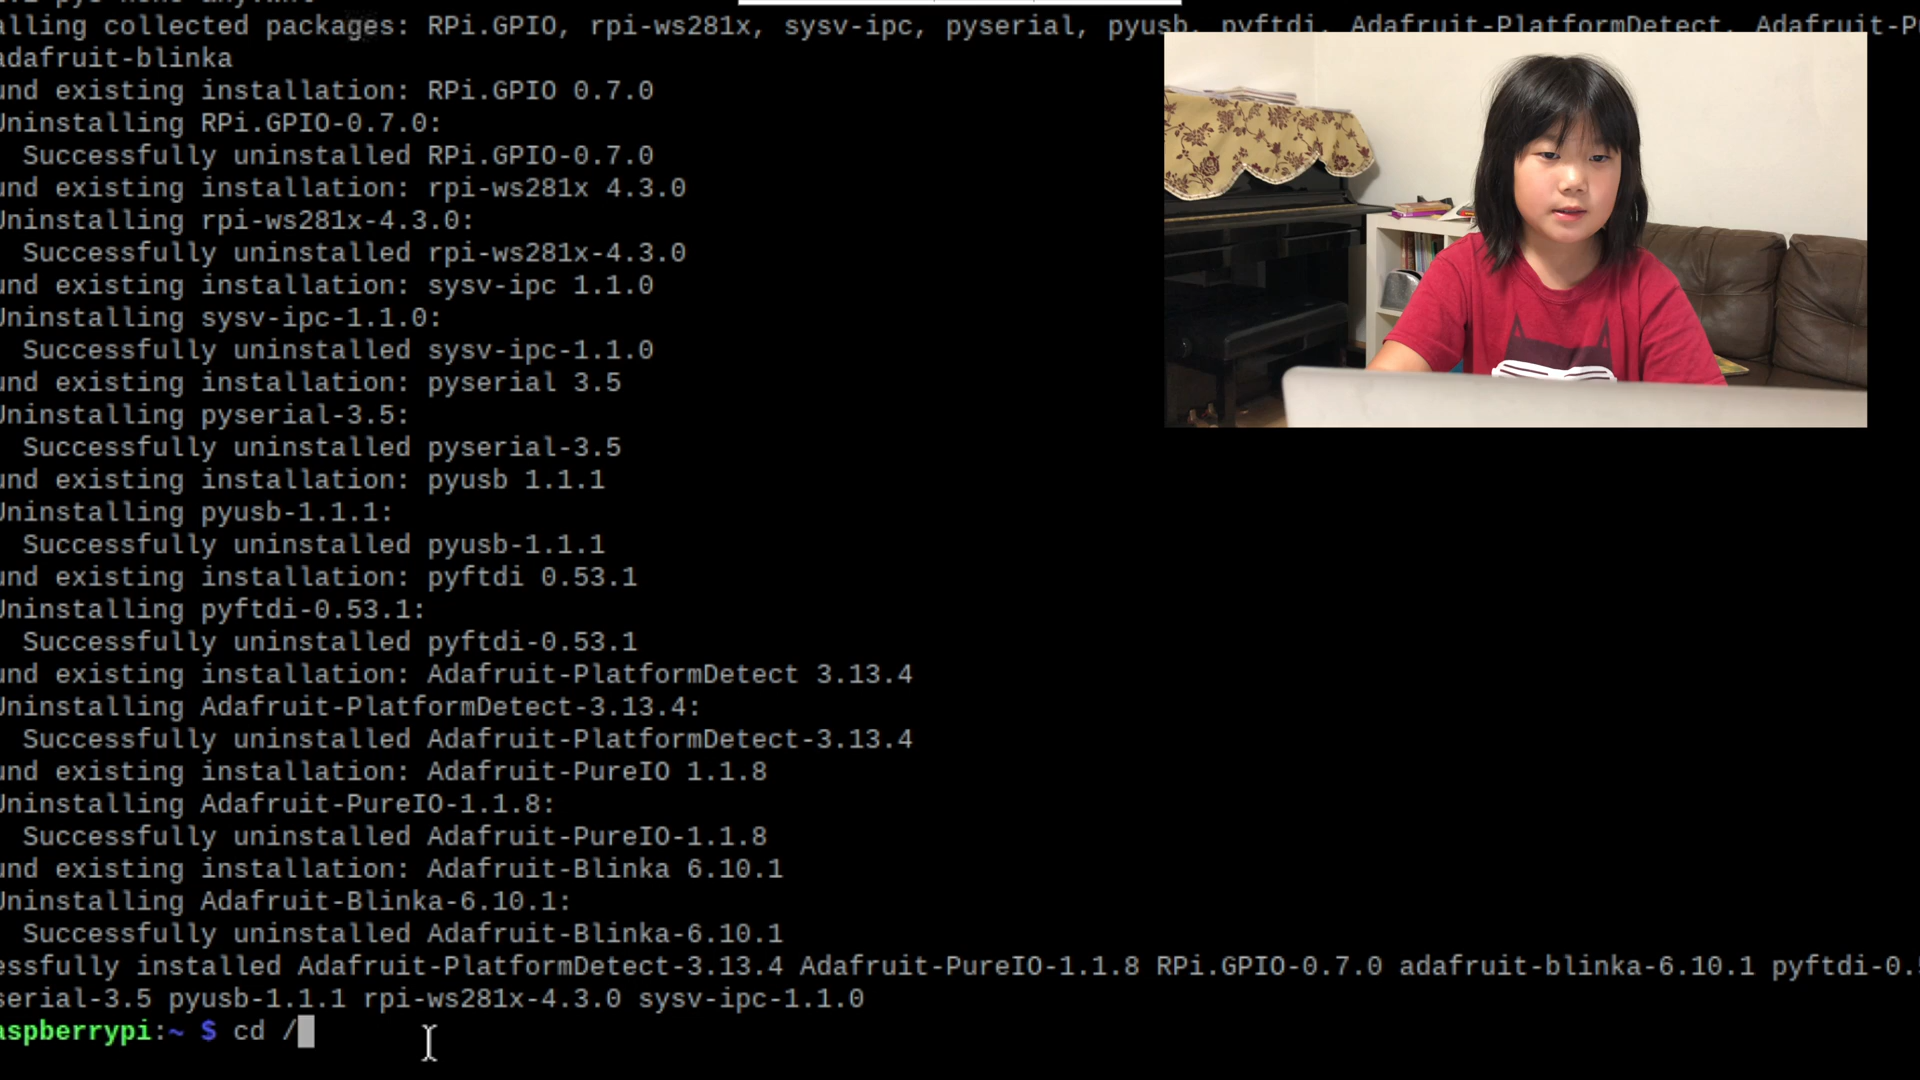 alling collected packages: RPi.GPIO, rpi-ws281x, sysv-ipc, pyserial, pyusb, pyftdi, Adafruit-PlatformDetect, Adafruit-P
adafruit-blinka
und existing installation: RPi.GPIO 0.7.0
Uninstalling RPi.GPIO-0.7.0:
Successfully uninstalled RPi.GPIO-0.7.0
und existing installation: rpi-ws281x 4.3.0
Uninstalling rpi-ws281x-4.3.0:
Successfully uninstalled rpi-ws281x-4.3.0
und existing installation: sysv-ipc 1.1.0
Uninstalling sysv-ipc-1.1.0:
Successfully uninstalled sysv-ipc-1.1.0
und existing installation: pyserial 3.5
Uninstalling pyserial-3.5:
Successfully uninstalled pyserial-3.5
und existing installation: pyusb 1.1.1
Uninstalling pyusb-1.1.1:
Successfully uninstalled pyusb-1.1.1
und existing installation: pyftdi 0.53.1
Uninstalling pyftdi-0.53.1:
Successfully uninstalled pyftdi-0.53.1
und existing installation: Adafruit-PlatformDetect 3.13.4
Uninstalling Adafruit-PlatformDetect-3.13.4:
Successfully uninstalled Adafruit-PlatformDetect-3.13.4
und existing installation: Adafruit-PureIO 1.1.8
Uninstalling Adafruit-PureIO-1.1.8:
Successfully uninstalled Adafruit-PureIO-1.1.8
und existing installation: Adafruit-Blinka 6.10.1
Uninstalling Adafruit-Blinka-6.10.1:
Successfully uninstalled Adafruit-Blinka-6.10.1
essfully installed Adafruit-PlatformDetect-3.13.4 Adafruit-PureIO-1.1.8 RPi.GPIO-0.7.0 adafruit-blinka-6.10.1 pyftdi-0.
serial-3.5 pyusb-1.1.1 rpi-ws281x-4.3.0 sysv-ipc-1.1.0
aspberrypi:~ $ cd /